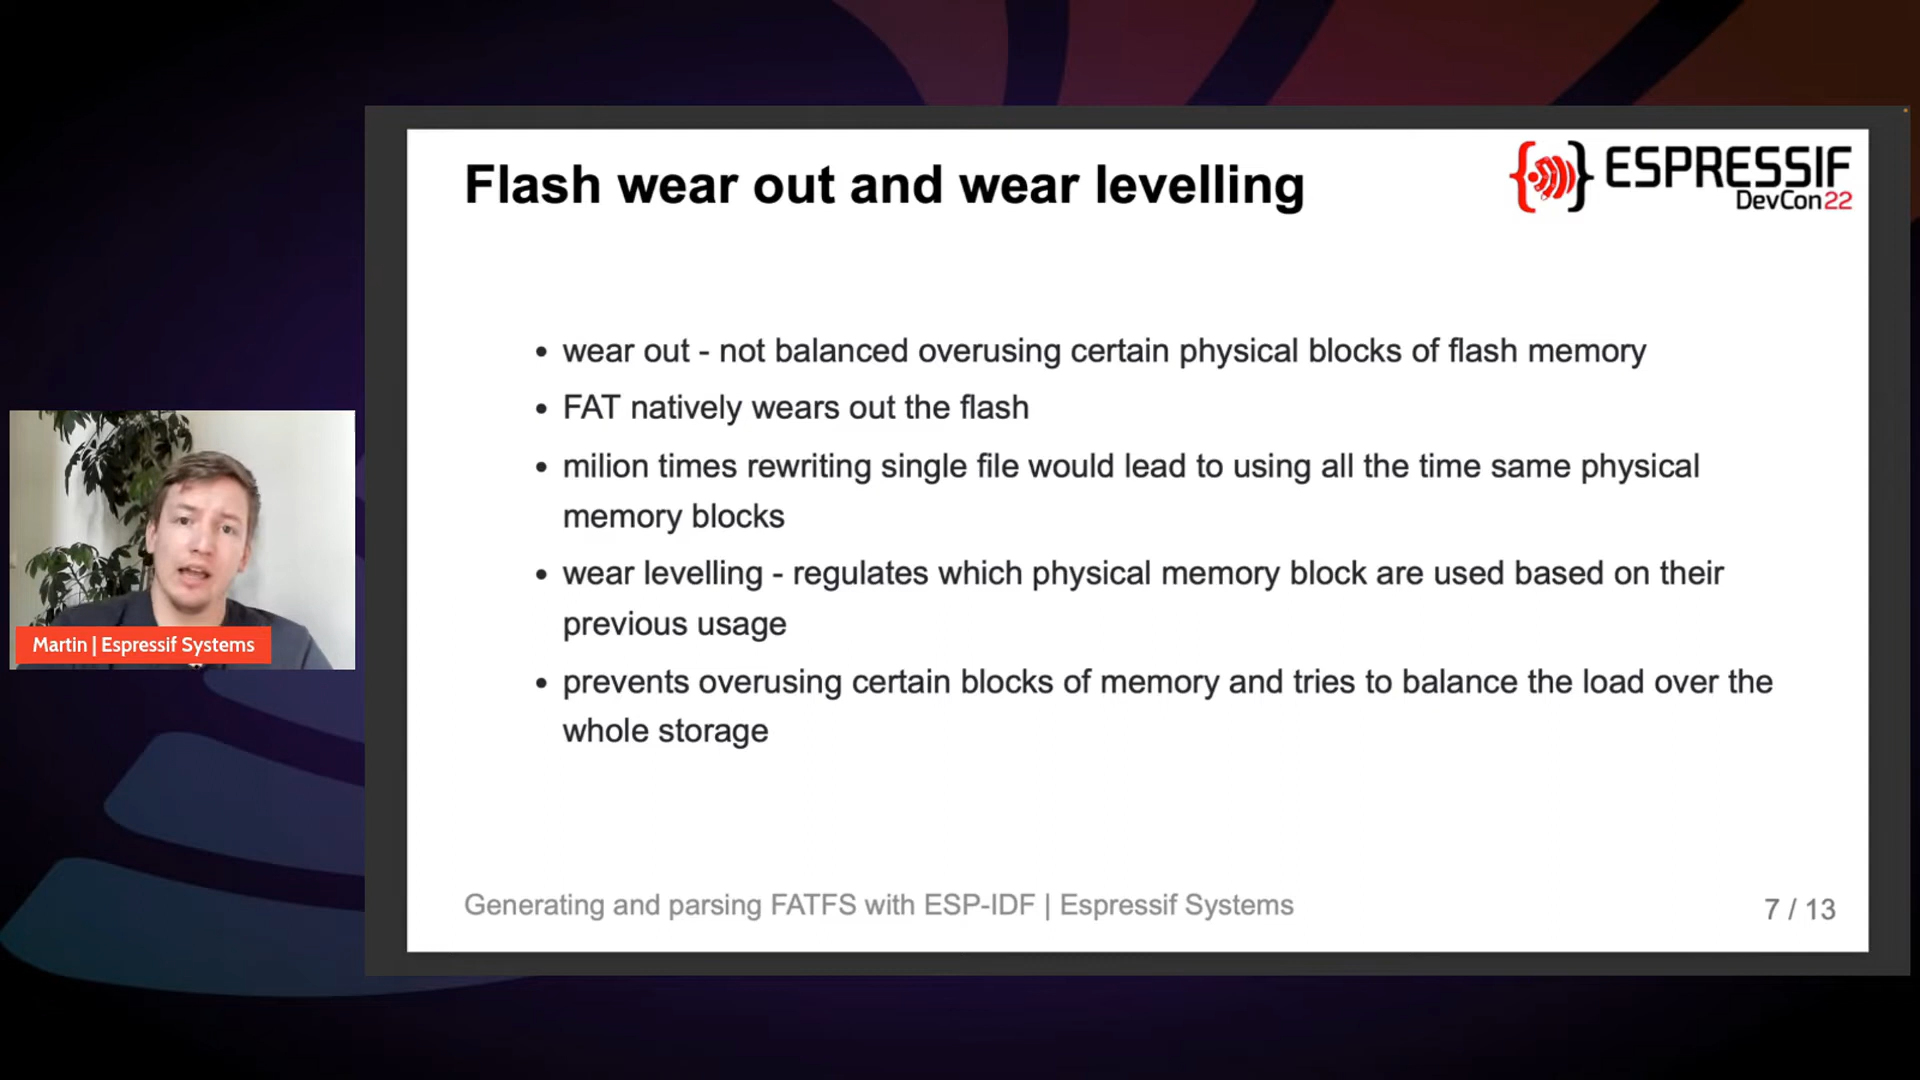 Flash wear out and wear levelling
ESPRESSIF
DevCon22
• wear out - not balanced overusing certain physical blocks of flash memory
• FAT natively wears out the flash
• milion times rewriting single file would lead to using all the time same physical
memory blocks
• wear levelling - regulates which physical memory block are used based on their
previous usage
• prevents overusing certain blocks of memory and tries to balance the load over the
whole storage
Martin | Espressif Systems
Generating and parsing FATFS with ESP-IDF | Espressif Systems
7 / 13